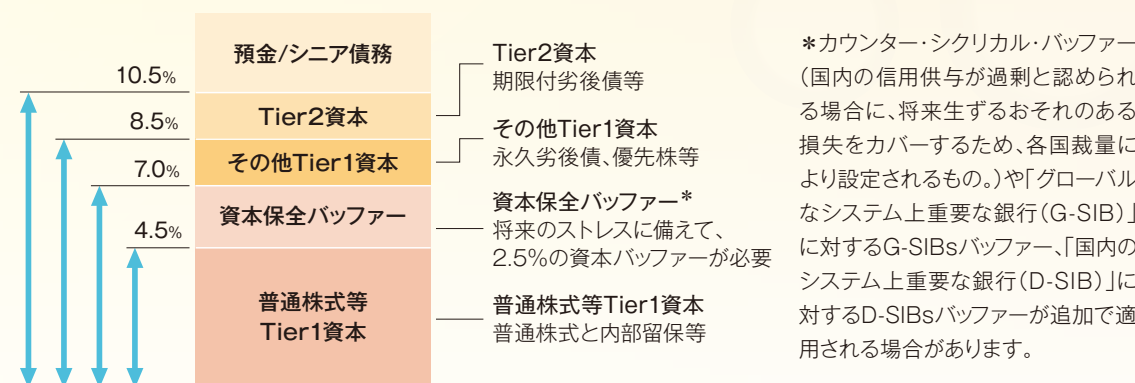 10.5%
8.5%
7.0%
4.5%
預金/シニア債務
Tier2資本
その他Tier1資本
資本保全バッファー
普通株式等
Tier1資本
Tier2資本
期限付劣後債等
その他Tier1資本
永久劣後債、優先株等
資本保全バッファー*
将来のストレスに備えて、
2.5%の資本バッファーが必要
普通株式等Tier1資本
普通株式と内部留保等
*カウンター・シクリカル・バッファー
（国内の信用供与が過剰と認められ
る場合に、将来生ずるおそれのある
損失をカバーするため、各国裁量に
より設定されるもの。）や「グローバル
なシステム上重要な銀行（G-SIB）」
に対するG-SIBsバッファー、「国内の
システム上重要な銀行（D-SIB）」に
対するD-SIBsバッファーが追加で適
用される場合があります。